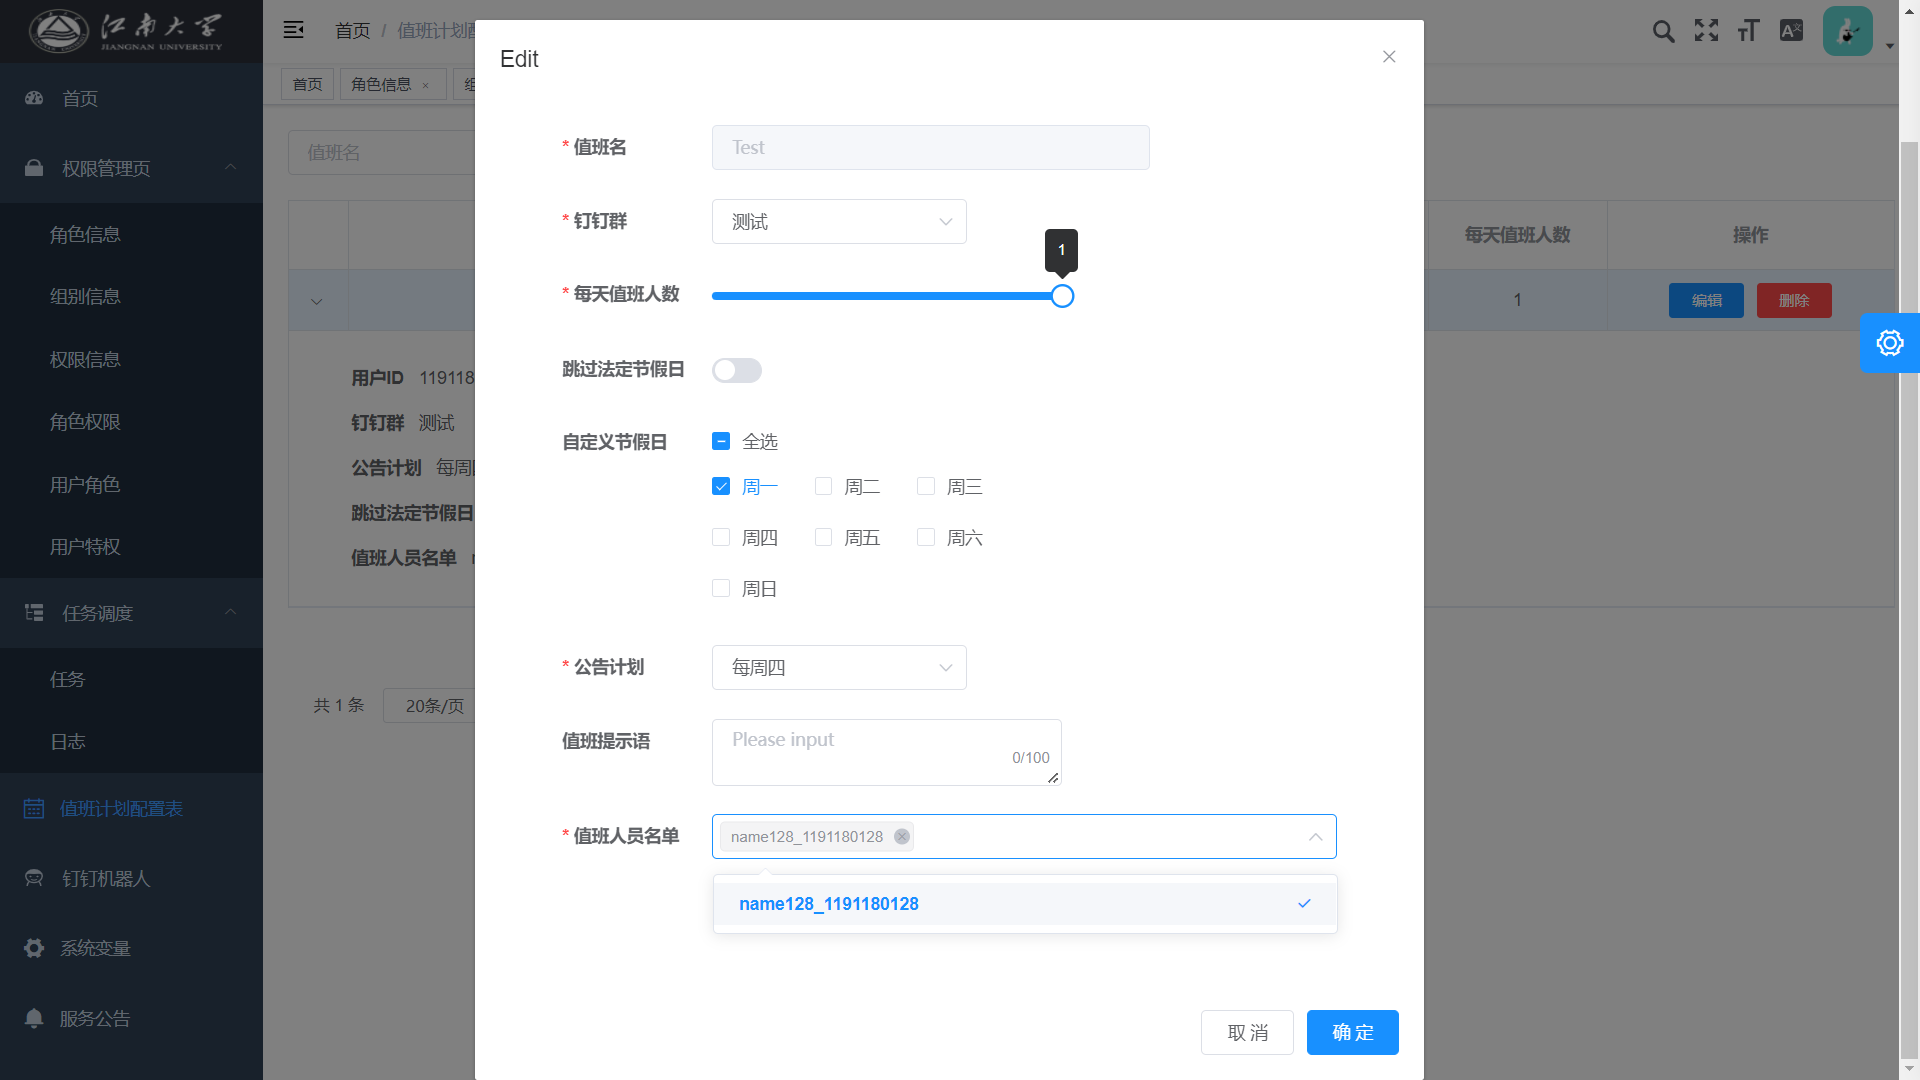 江南大学
JIANGNAN UNIVERSITY
首页
权限管理页
角色信息
组别信息
权限信息
角色权限
用户角色
用户特权
任务调度
任务
日志
值班计划配置表
钉钉机器人
系统变量
服务公告
首页 / 值班计划
首页
角色信息 ×
值班名
每天值班人数
操作
1
编辑
删除
用户ID 119118
钉钉群 测试
公告计划 每周
跳过法定节假日
值班人员名单
共 1 条
20条/页
Edit
* 值班名
Test
* 钉钉群
测试
1
* 每天值班人数
跳过法定节假日
自定义节假日
全选
周一
周二
周三
周四
周五
周六
周日
* 公告计划
每周四
值班提示语
Please input
0/100
* 值班人员名单
name128_1191180128
name128_1191180128
取消
确定